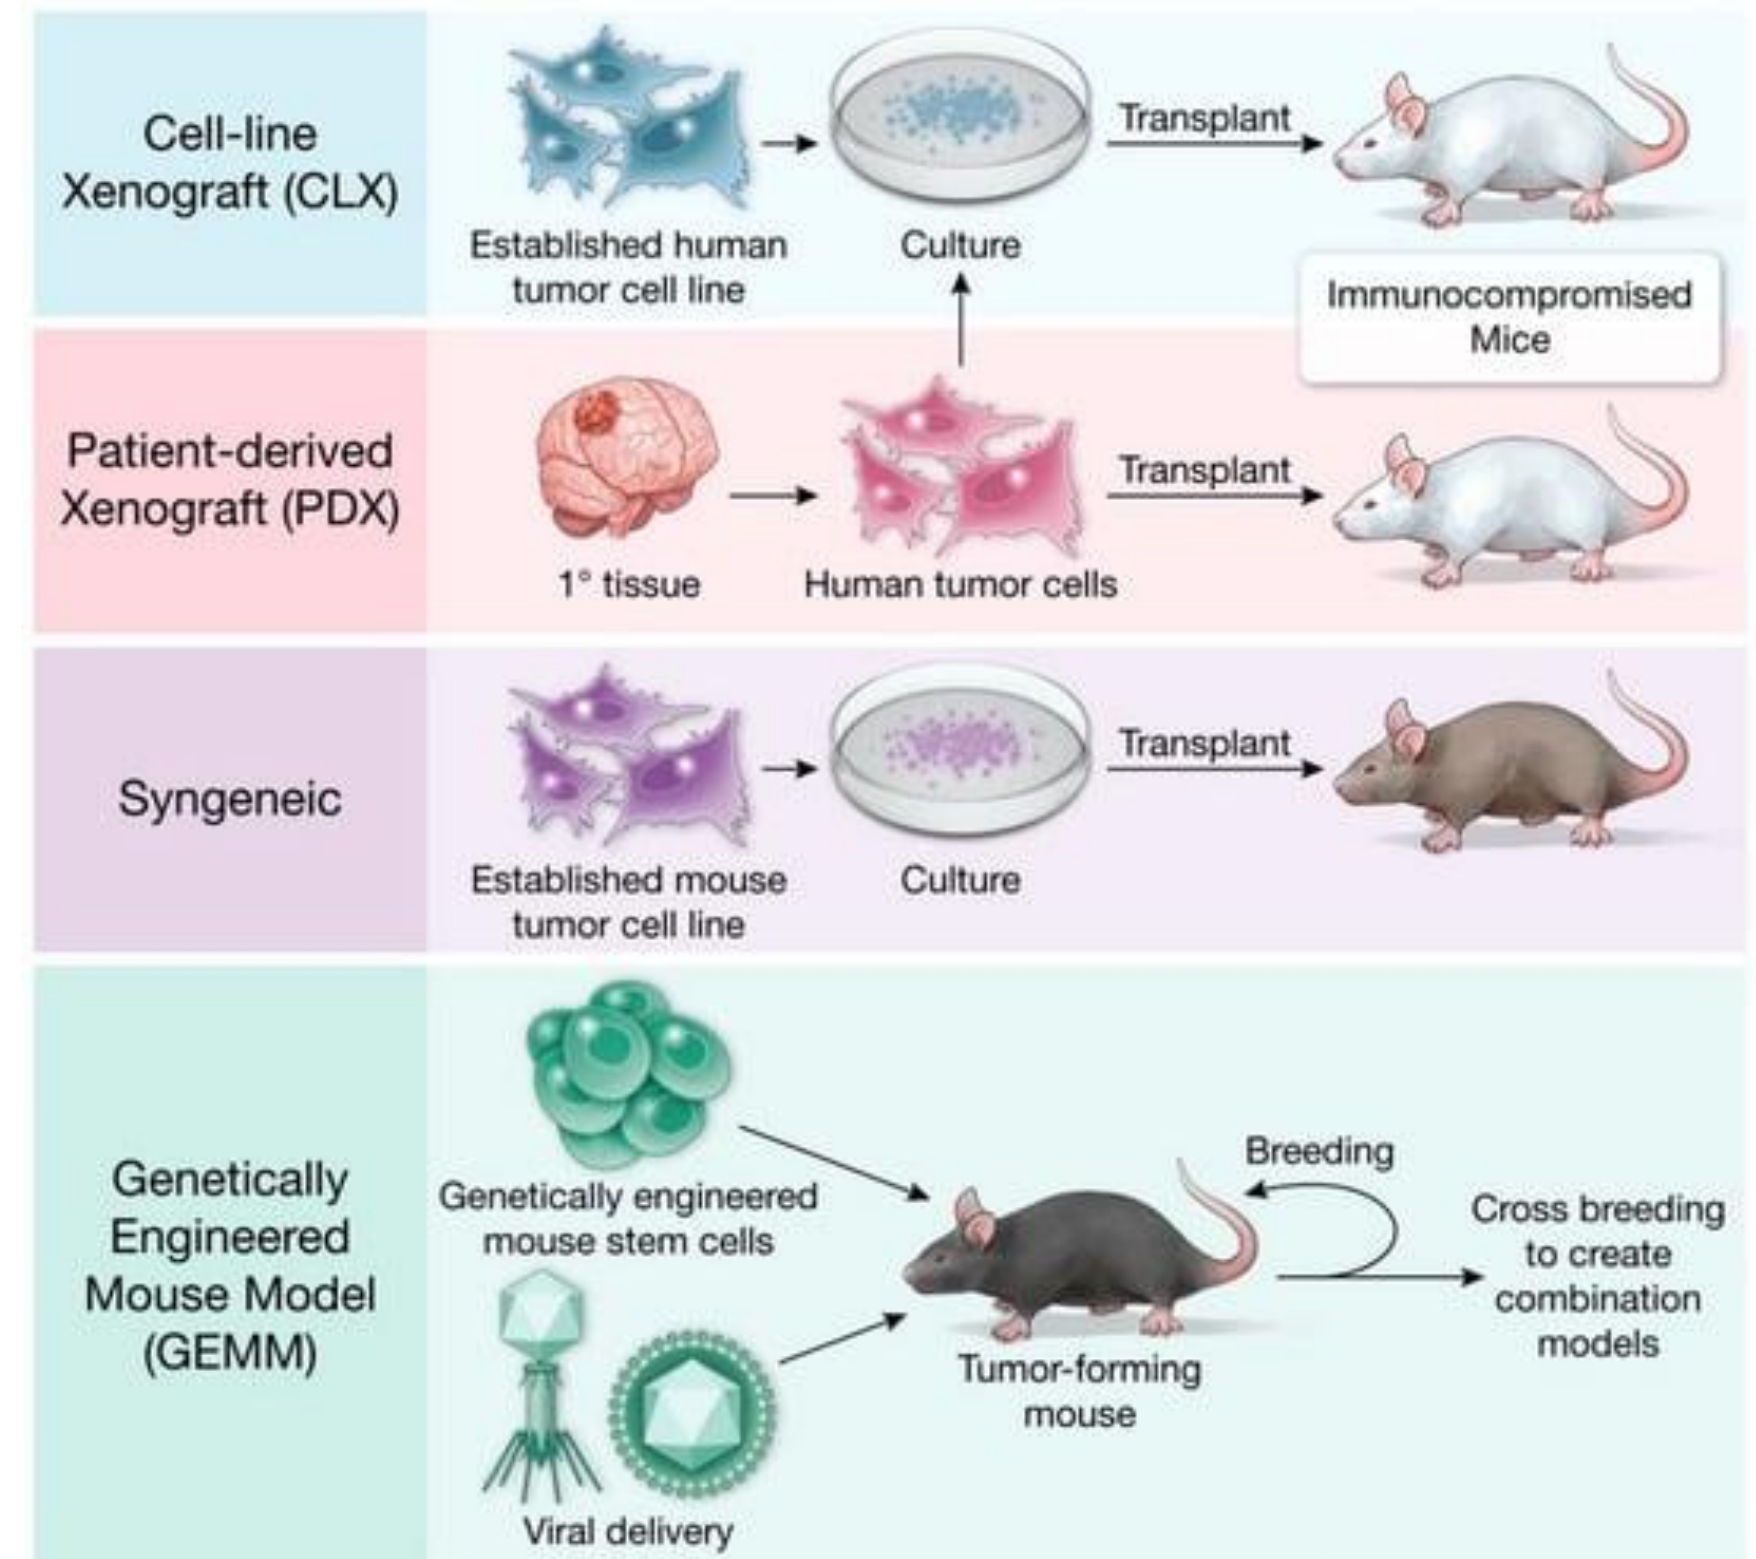 Cell-line
Xenograft (CLX)
Established human
tumor cell line
Culture
Transplant
Immunocompromised
Mice
Patient-derived
Xenograft (PDX)
1° tissue
Human tumor cells
Transplant
Syngeneic
Established mouse
tumor cell line
Culture
Transplant
Genetically
Engineered
Mouse Model
(GEMM)
Genetically engineered
mouse stem cells
Viral delivery
Tumor-forming
mouse
Breeding
Cross breeding
to create
combination
models